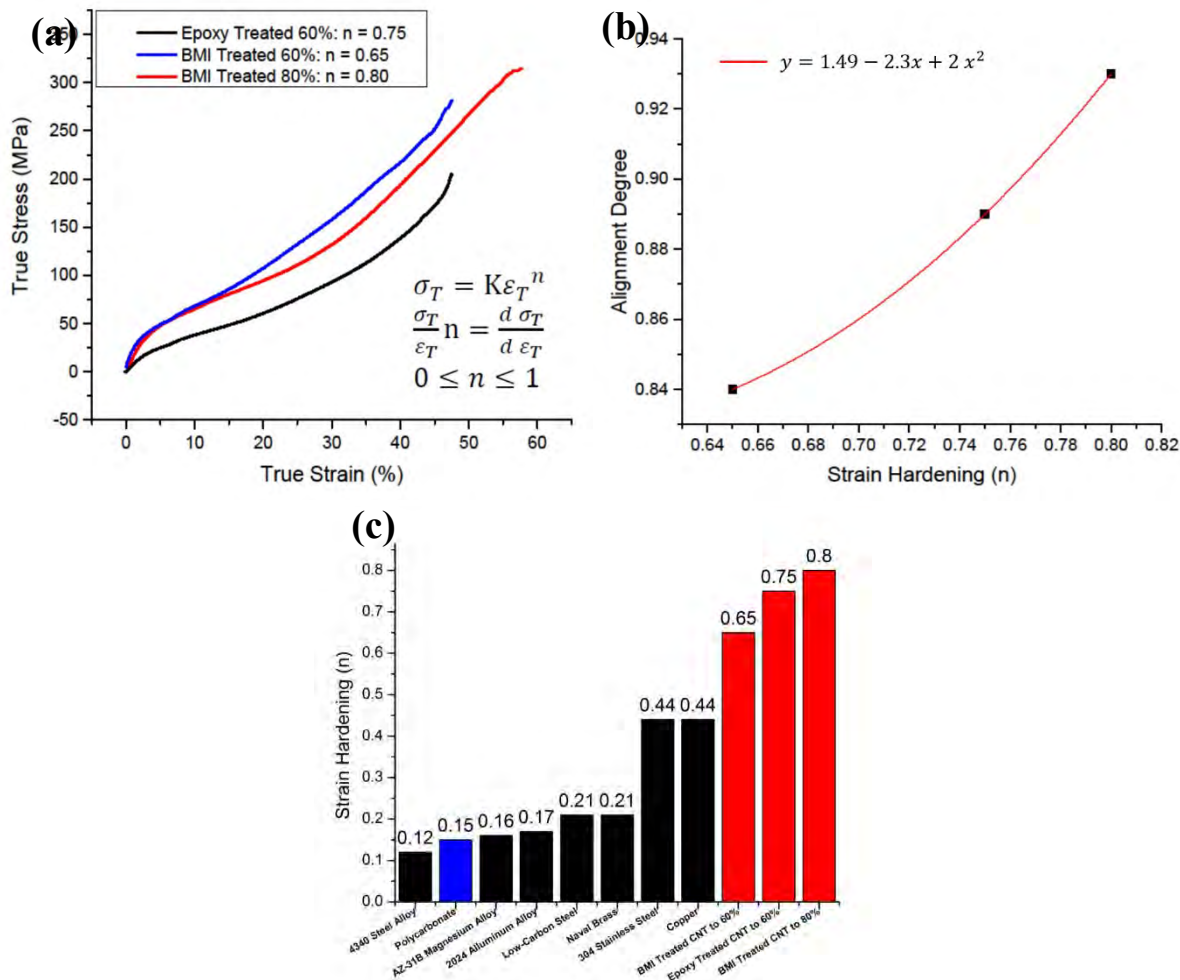 (a)
Epoxy Treated 60%: n = 0.75
BMI Treated 60%: n = 0.65
BMI Treated 80%: n = 0.80
300
250
200
150
100
50
0
-50
True Stress (MPa)
σ_T = Kε_T^n
σ_T/ε_T n = d σ_T/d ε_T
0 ≤ n ≤ 1
0 10 20 30 40 50 60
True Strain (%)
(b)
y = 1.49 − 2.3x + 2 x²
0.94
0.92
0.90
0.88
0.86
0.84
Alignment Degree
0.64 0.66 0.68 0.70 0.72 0.74 0.76 0.78 0.80 0.82
Strain Hardening (n)
(c)
0.8
0.7
0.6
0.5
0.4
0.3
0.2
0.1
0.0
Strain Hardening (n)
0.12
0.15
0.16
0.17
0.21
0.21
0.44
0.44
0.65
0.75
0.8
4340 Steel Alloy
Polycarbonate
AZ-31B Magnesium Alloy
2024 Alluminum Alloy
Low-Carbon Steel
Naval Brass
304 Stainless Steel
Copper
BMI Treated CNT to 60%
Epoxy Treated CNT to 60%
BMI Treated CNT to 80%